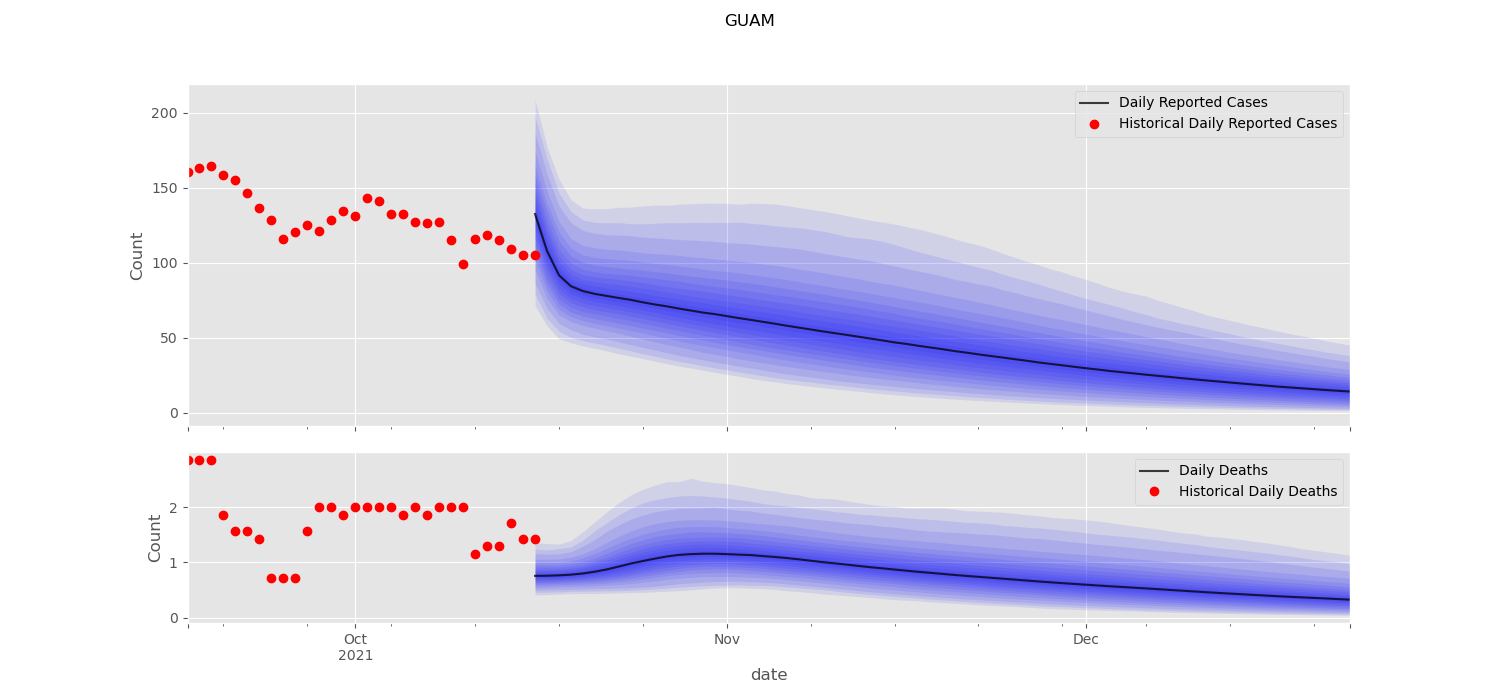 GUAM
200
150
100
50
0
Count
Daily Reported Cases
Historical Daily Reported Cases
2
1
0
Count
Daily Deaths
Historical Daily Deaths
Oct
2021
Nov
Dec
date